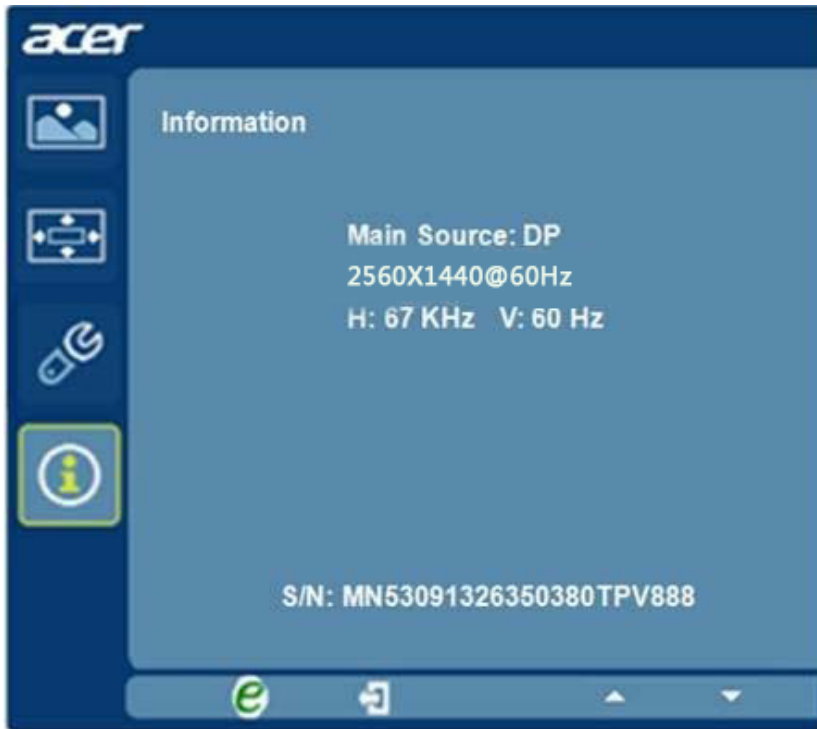 acer
Information
Main Source: DP
2560X1440@60Hz
H: 67 KHz V: 60 Hz
S/N: MN53091326350380TPV888